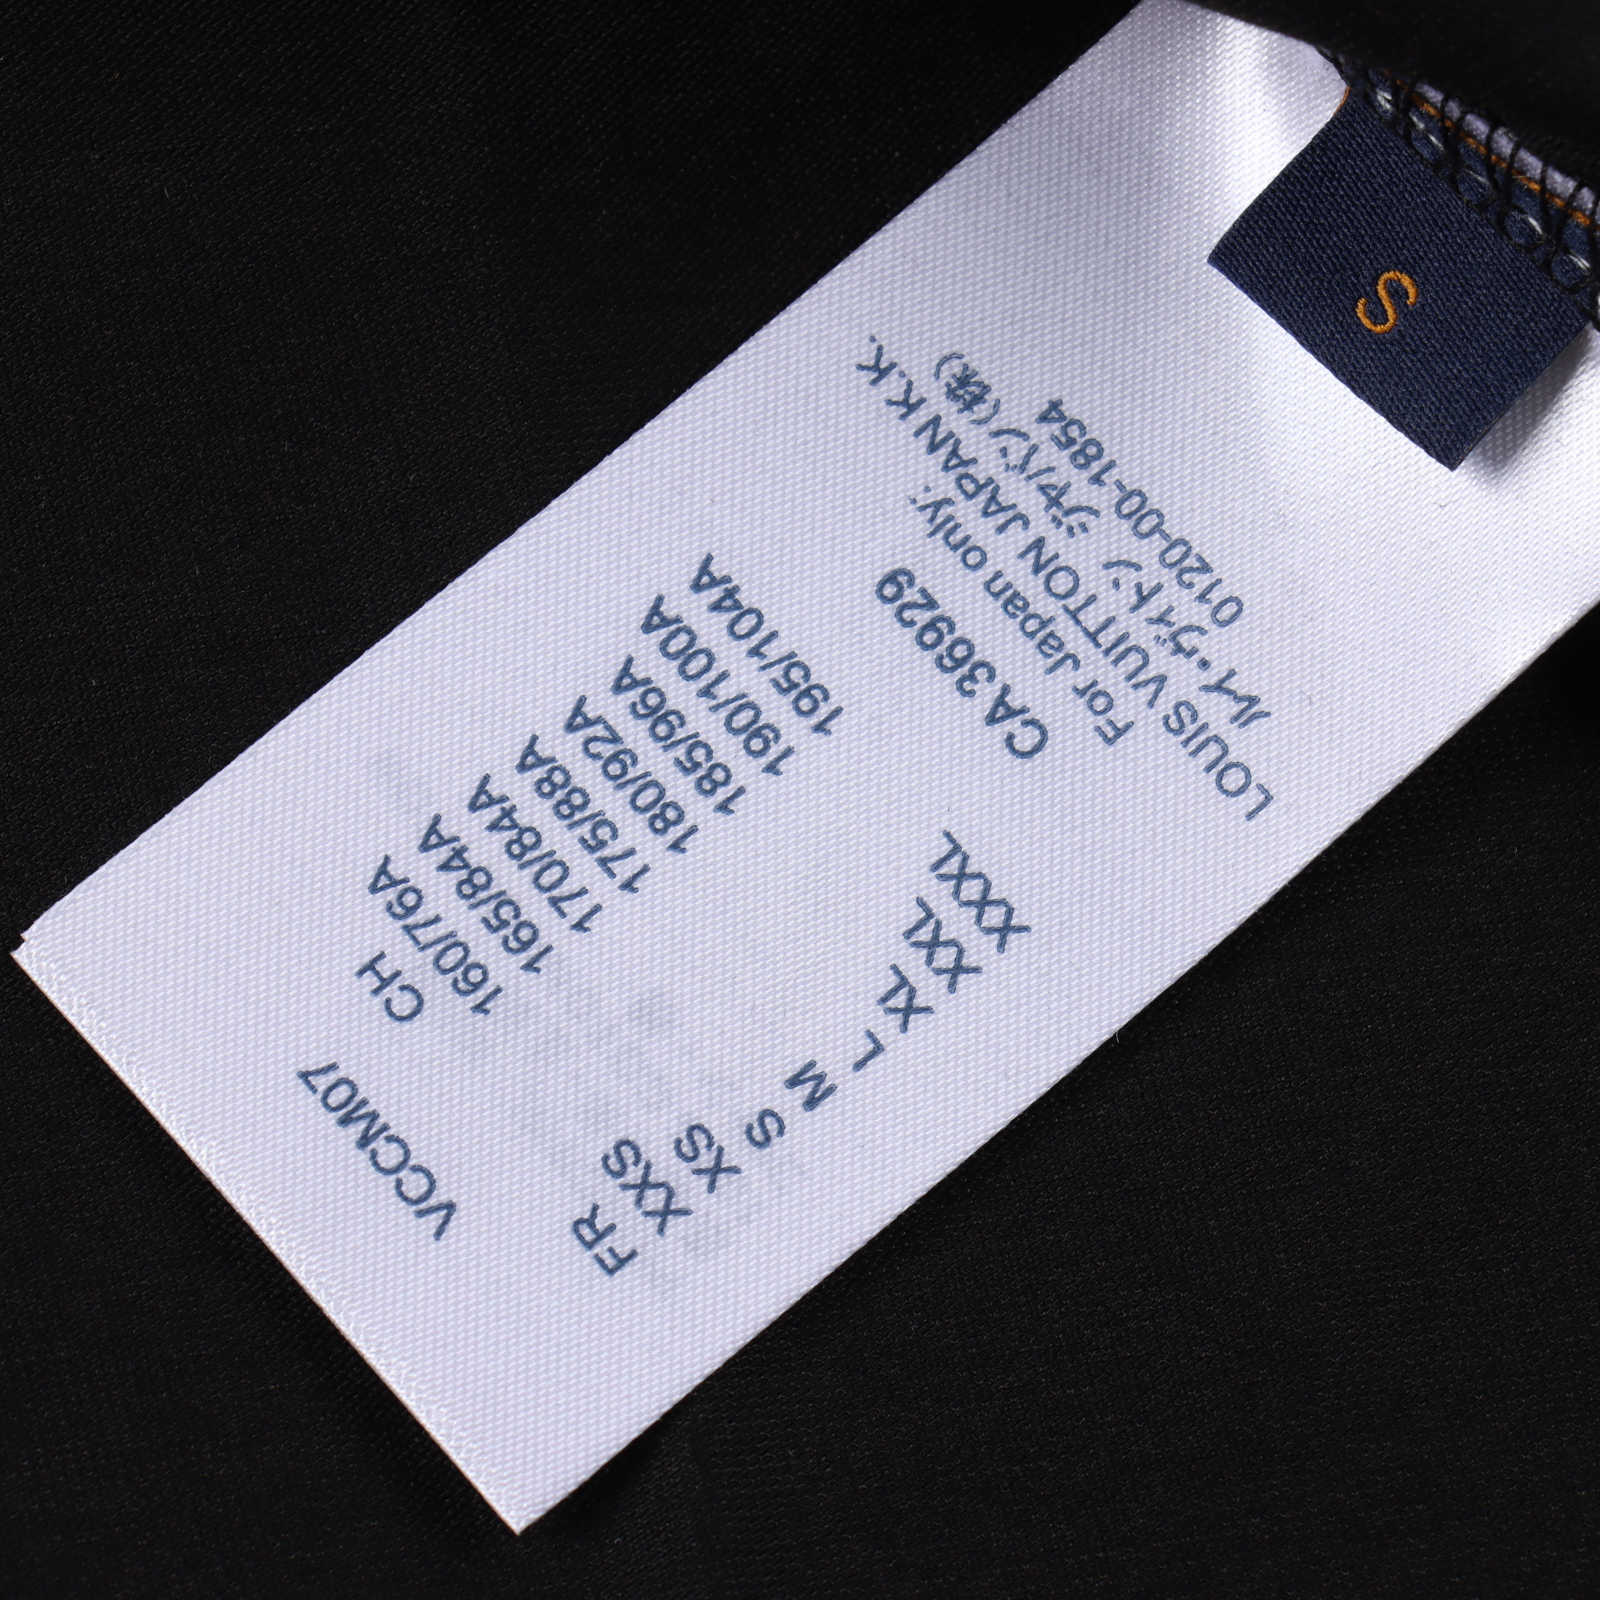 VCCM07
FR CH
XXS 160/76A
XS 165/84A
S 170/84A
M 175/88A
L 180/92A
XL 185/96A
XXL 190/100A
XXXL 195/104A
CA 36929
For Japan only:
LOUIS VUITTON JAPAN K.K.
ルイ・ヴィトン ジャパン(株)
0120-00-1854
S